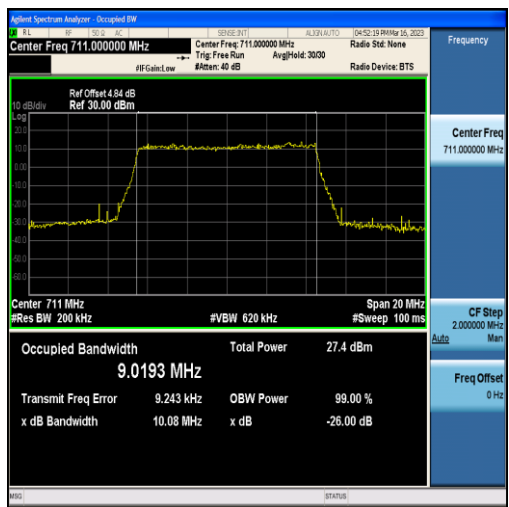 Agilent Spectrum Analyzer - Occupied BW
RL RF 50 Ω AC SENSE:INT ALIGN AUTO 04:52:19 PM Mar 16, 2023
Center Freq 711.000000 MHz
Center Freq: 711.000000 MHz
Radio Std: None
Trig: Free Run Avg|Hold: 30/30
#IFGain:Low #Atten: 40 dB Radio Device: BTS
Frequency
Ref Offset 4.84 dB
10 dB/div Ref 30.00 dBm
Log
20.0
10.0
0.00
-10.0
-20.0
-30.0
-40.0
-50.0
-60.0
Center 711 MHz Span 20 MHz
#Res BW 200 kHz #VBW 620 kHz #Sweep 100 ms
Center Freq
711.000000 MHz
CF Step
2.000000 MHz
Auto Man
Freq Offset
0 Hz
Occupied Bandwidth Total Power 27.4 dBm
9.0193 MHz
Transmit Freq Error 9.243 kHz OBW Power 99.00 %
x dB Bandwidth 10.08 MHz x dB -26.00 dB
MSG STATUS